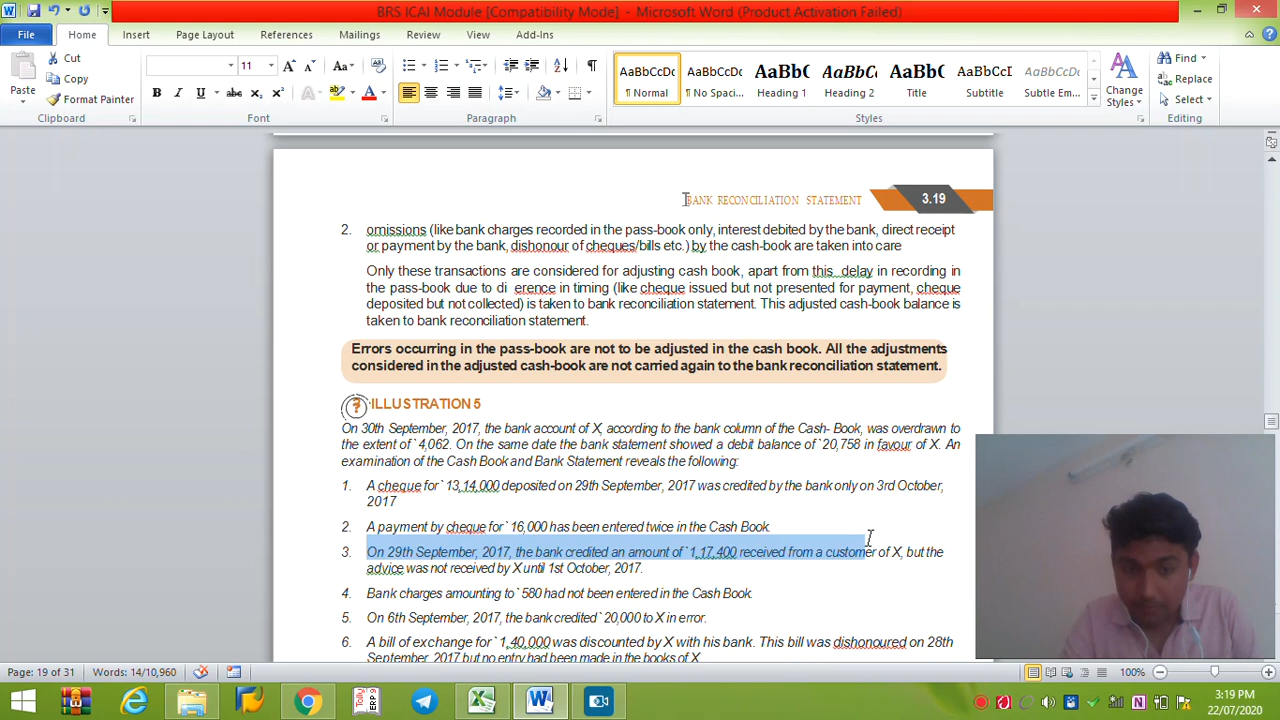 BRS ICAI Module [Compatibility Mode] - Microsoft Word (Product Activation Failed)
File Home Insert Page Layout References Mailings Review View Add-Ins
Cut
Copy
Format Painter
Paste
11
AaBbCcDc AaBbCcDc AaBbC AaBbCc AaBbC AaBbCcD AaBbCcDc
¶ Normal ¶ No Spaci... Heading 1 Heading 2 Title Subtitle Subtle Em...
Change Styles
Find
Replace
Select
Clipboard Font Paragraph Styles Editing
BANK RECONCILIATION STATEMENT 3.19
2. omissions (like bank charges recorded in the pass-book only, interest debited by the bank, direct receipt
or payment by the bank, dishonour of cheques/bills etc.) by the cash-book are taken into care
Only these transactions are considered for adjusting cash book, apart from this delay in recording in
the pass-book due to di erence in timing (like cheque issued but not presented for payment, cheque
deposited but not collected) is taken to bank reconciliation statement. This adjusted cash-book balance is
taken to bank reconciliation statement.
Errors occurring in the pass-book are not to be adjusted in the cash book. All the adjustments
considered in the adjusted cash-book are not carried again to the bank reconciliation statement.
? ILLUSTRATION 5
On 30th September, 2017, the bank account of X, according to the bank column of the Cash- Book, was overdrawn to
the extent of `4,062. On the same date the bank statement showed a debit balance of `20,758 in favour of X. An
examination of the Cash Book and Bank Statement reveals the following:
1. A cheque for `13,14,000 deposited on 29th September, 2017 was credited by the bank only on 3rd October,
2017
2. A payment by cheque for `16,000 has been entered twice in the Cash Book.
3. On 29th September, 2017, the bank credited an amount of `1,17,400 received from a customer of X, but the
advice was not received by X until 1st October, 2017.
4. Bank charges amounting to `580 had not been entered in the Cash Book.
5. On 6th September, 2017, the bank credited `20,000 to X in error.
6. A bill of exchange for `1,40,000 was discounted by X with his bank. This bill was dishonoured on 28th
September, 2017 but no entry had been made in the books of X.
Page: 19 of 31 Words: 14/10,960 100%
3:19 PM
22/07/2020